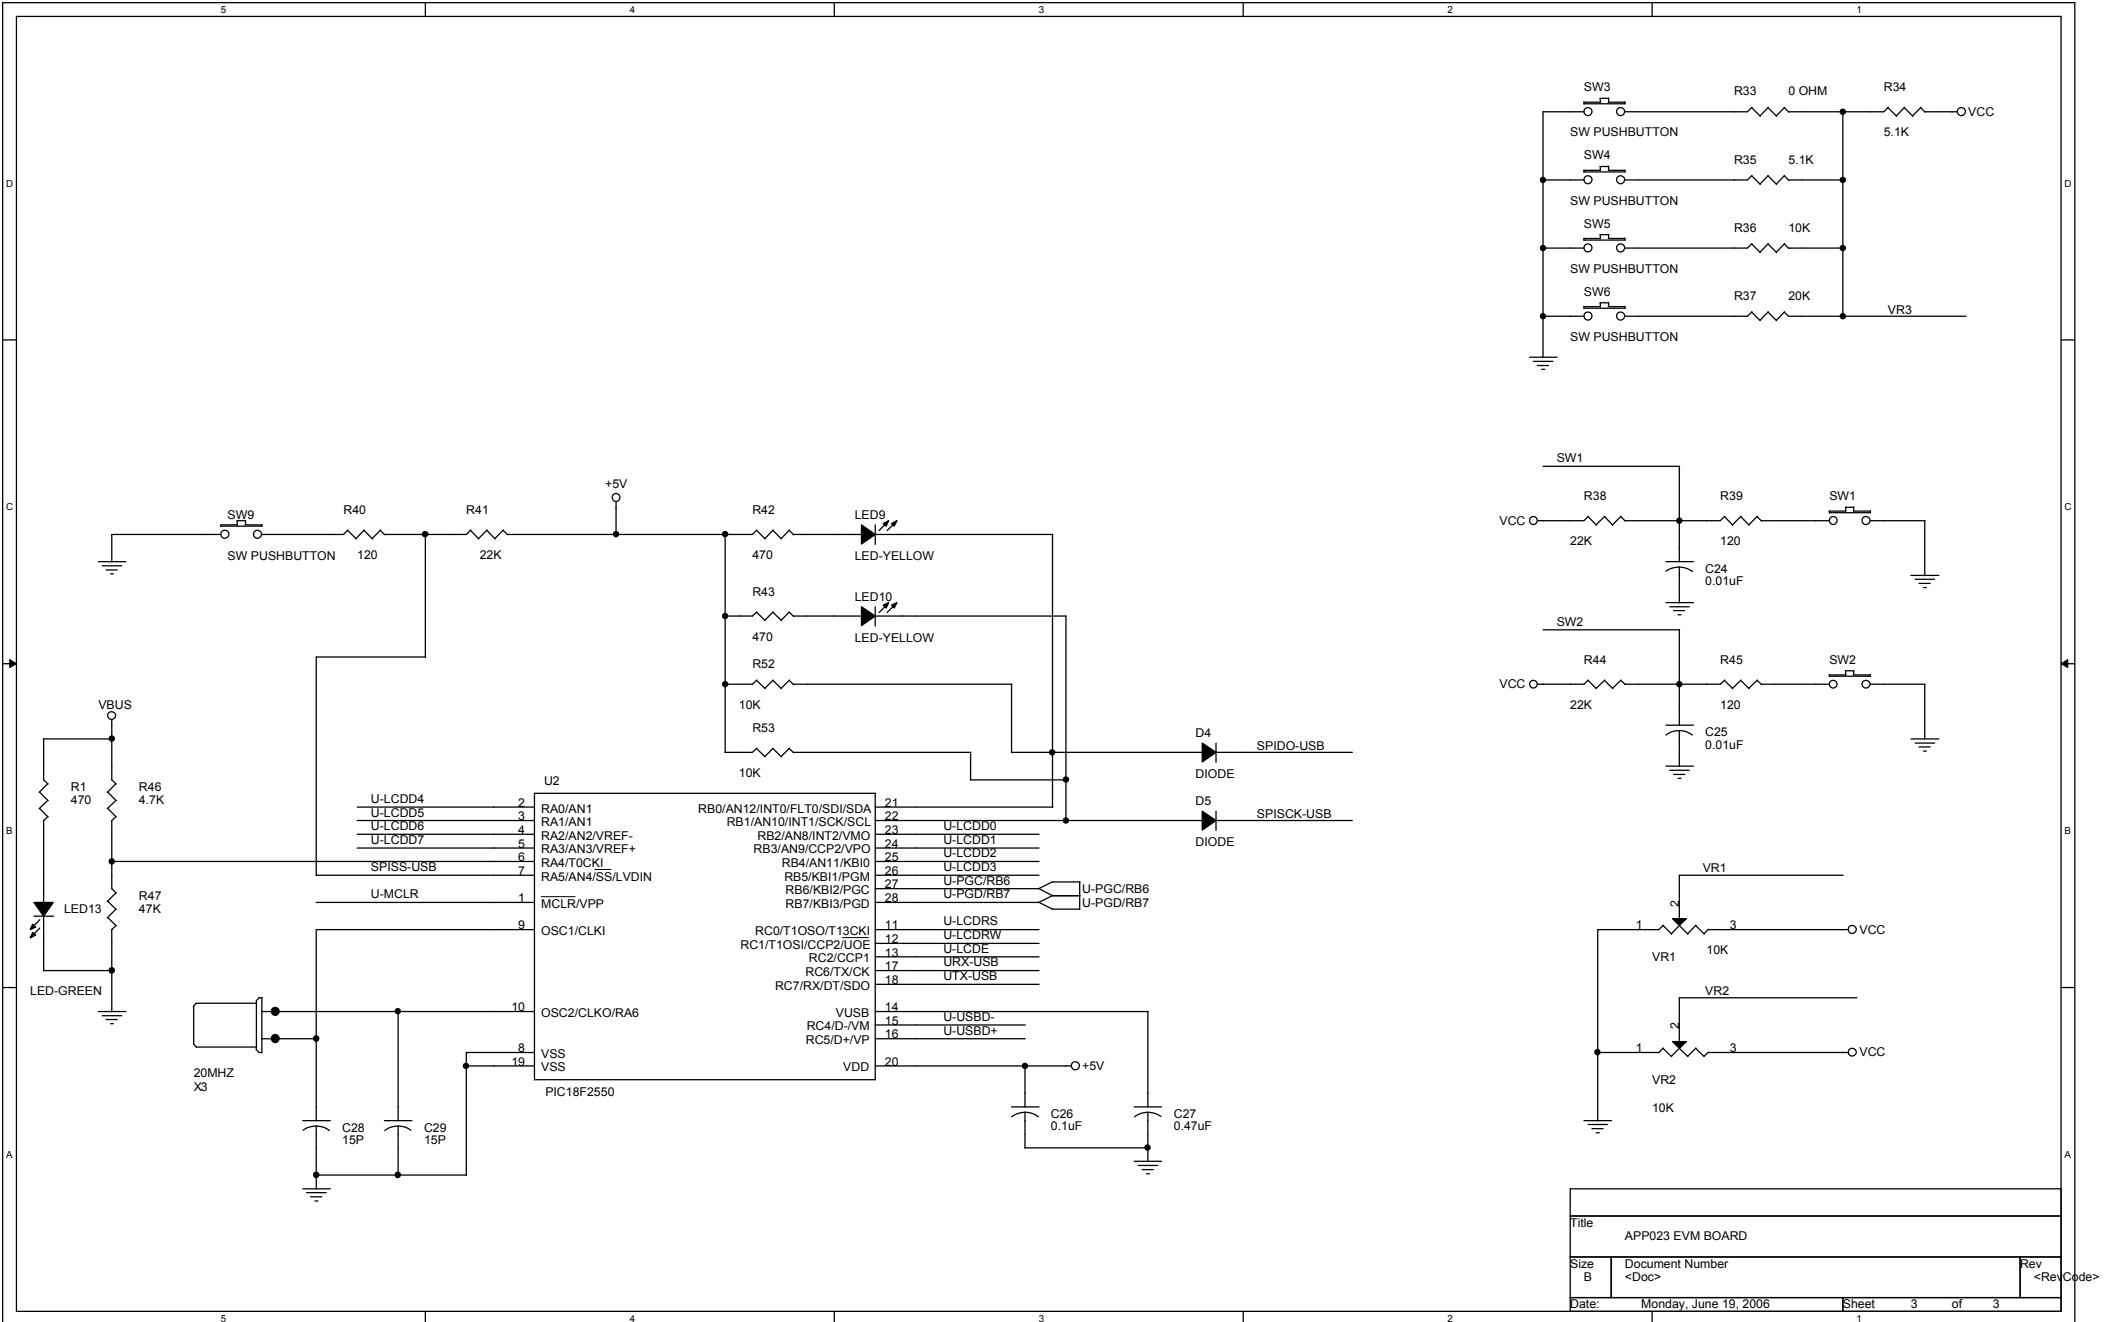 5 4 3 2 1
D
D
C
C
B
B
A
A
SW3
R33 0 OHM
R34
VCC
SW PUSHBUTTON
5.1K
SW4
R35 5.1K
SW PUSHBUTTON
SW5
R36 10K
SW PUSHBUTTON
SW6
R37 20K
VR3
SW PUSHBUTTON
SW1
R38
R39
SW1
VCC
22K
120
C24
0.01uF
SW2
R44
R45
SW2
VCC
22K
120
C25
0.01uF
+5V
SW9
R40
R41
R42
LED9
SW PUSHBUTTON
120
22K
470
LED-YELLOW
R43
LED10
470
LED-YELLOW
R52
10K
R53
10K
D4
SPIDO-USB
DIODE
D5
SPISCK-USB
DIODE
VBUS
R1
470
R46
4.7K
R47
47K
LED13
LED-GREEN
U2
U-LCDD4 2 RA0/AN1
U-LCDD5 3 RA1/AN1
U-LCDD6 4 RA2/AN2/VREF-
U-LCDD7 5 RA3/AN3/VREF+
6 RA4/T0CKI
SPISS-USB 7 RA5/AN4/SS/LVDIN
U-MCLR 1 MCLR/VPP
9 OSC1/CLKI
10 OSC2/CLKO/RA6
8 VSS
19 VSS
RB0/AN12/INT0/FLT0/SDI/SDA 21
RB1/AN10/INT1/SCK/SCL 22
RB2/AN8/INT2/VMO 23 U-LCDD0
RB3/AN9/CCP2/VPO 24 U-LCDD1
RB4/AN11/KBI0 25 U-LCDD2
RB5/KBI1/PGM 26 U-LCDD3
RB6/KBI2/PGC 27 U-PGC/RB6 U-PGC/RB6
RB7/KBI3/PGD 28 U-PGD/RB7 U-PGD/RB7
RC0/T1OSO/T13CKI 11 U-LCDRS
RC1/T1OSI/CCP2/UOE 12 U-LCDRW
RC2/CCP1 13 U-LCDE
RC6/TX/CK 17 URX-USB
RC7/RX/DT/SDO 18 UTX-USB
VUSB 14
RC4/D-/VM 15 U-USBD-
RC5/D+/VP 16 U-USBD+
VDD 20 +5V
PIC18F2550
20MHZ
X3
C28
15P
C29
15P
C26
0.1uF
C27
0.47uF
VR1
2
1 3
VCC
VR1
10K
VR2
2
1 3
VCC
VR2
10K
Title
APP023 EVM BOARD
Size
B
Document Number
<Doc>
Rev
<RevCode>
Date: Monday, June 19, 2006 Sheet 3 of 3
5 4 3 2 1